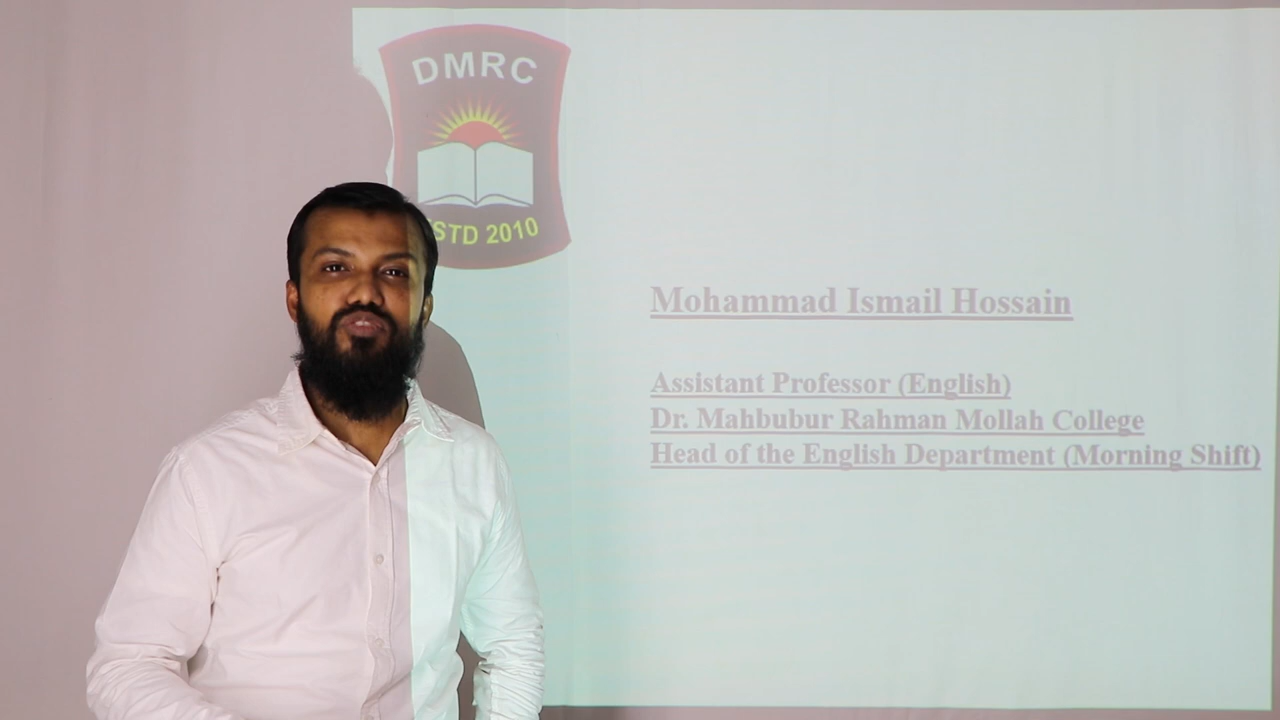 DMRC
STD 2010
Mohammad Ismail Hossain
Assistant Professor (English)
Dr. Mahbubur Rahman Mollah College
Head of the English Department (Morning Shift)